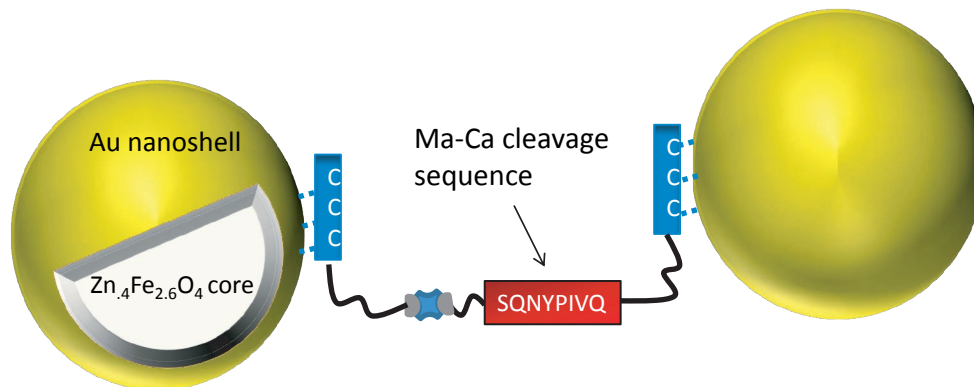 Au nanoshell
Zn.4Fe2.6O4 core
C
C
C
Ma-Ca cleavage
sequence
SQNYPIVQ
C
C
C